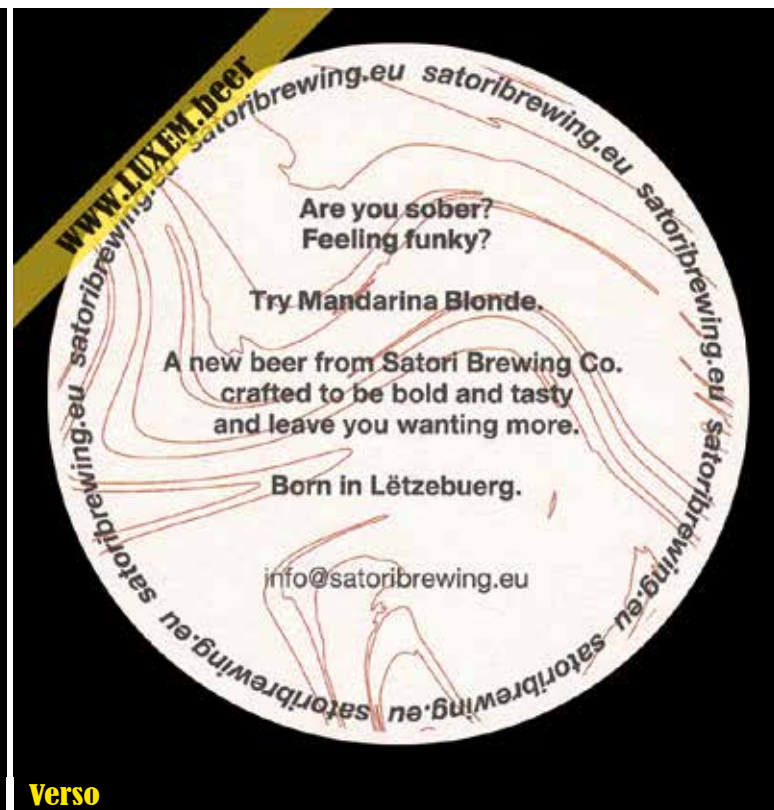 www.LUXEM.beer
satoribrewing.eu satoribrewing.eu satoribrewing.eu satoribrewing.eu satoribrewing.eu satoribrewing.eu satoribrewing.eu satoribrewing.eu
Are you sober?
Feeling funky?
Try Mandarina Blonde.
A new beer from Satori Brewing Co.
crafted to be bold and tasty
and leave you wanting more.
Born in Lëtzebuerg.
info@satoribrewing.eu
Verso